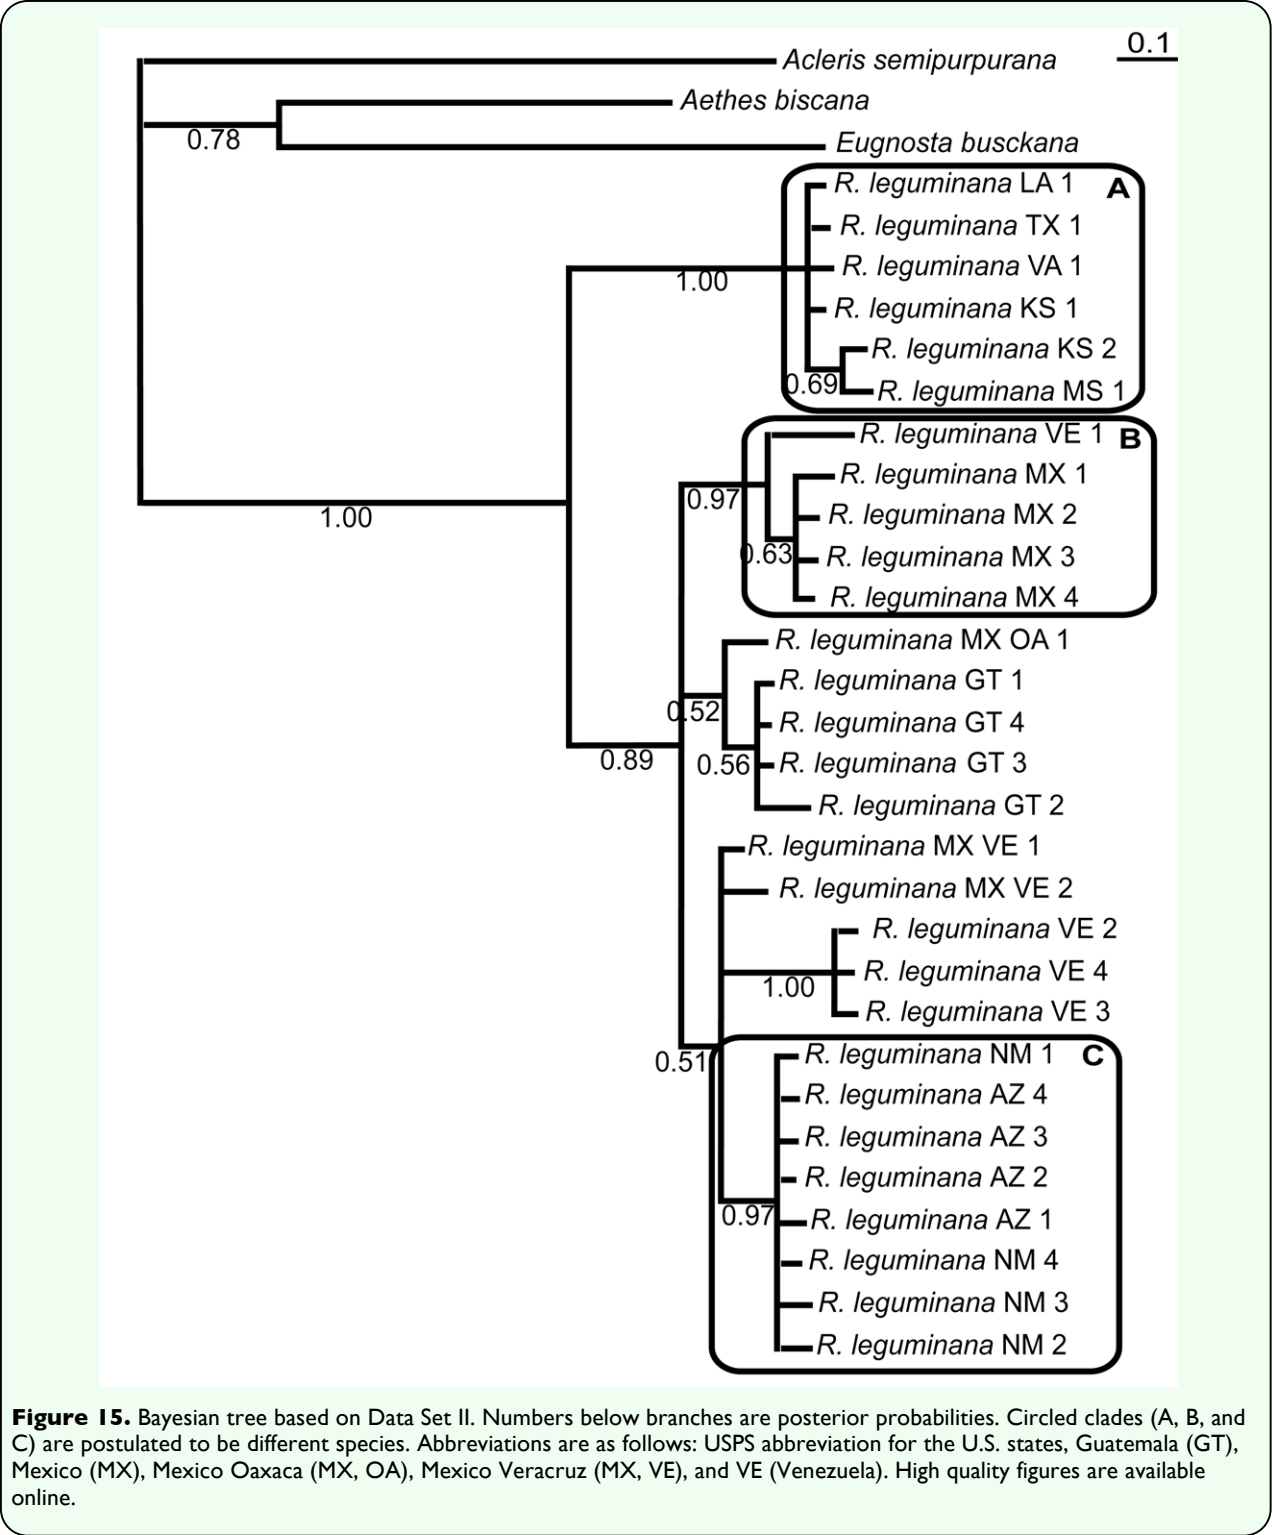 0.1
Acleris semipurpurana
Aethes biscana
0.78
Eugnosta busckana
R. leguminana LA 1 A
R. leguminana TX 1
R. leguminana VA 1
1.00
R. leguminana KS 1
R. leguminana KS 2
0.69
R. leguminana MS 1
R. leguminana VE 1 B
R. leguminana MX 1
0.97
R. leguminana MX 2
1.00
0.63
R. leguminana MX 3
R. leguminana MX 4
R. leguminana MX OA 1
R. leguminana GT 1
0.52
R. leguminana GT 4
0.89
0.56
R. leguminana GT 3
R. leguminana GT 2
R. leguminana MX VE 1
R. leguminana MX VE 2
R. leguminana VE 2
R. leguminana VE 4
1.00
R. leguminana VE 3
0.51
R. leguminana NM 1 C
R. leguminana AZ 4
R. leguminana AZ 3
R. leguminana AZ 2
0.97
R. leguminana AZ 1
R. leguminana NM 4
R. leguminana NM 3
R. leguminana NM 2
Figure 15. Bayesian tree based on Data Set II. Numbers below branches are posterior probabilities. Circled clades (A, B, and
C) are postulated to be different species. Abbreviations are as follows: USPS abbreviation for the U.S. states, Guatemala (GT),
Mexico (MX), Mexico Oaxaca (MX, OA), Mexico Veracruz (MX, VE), and VE (Venezuela). High quality figures are available
online.